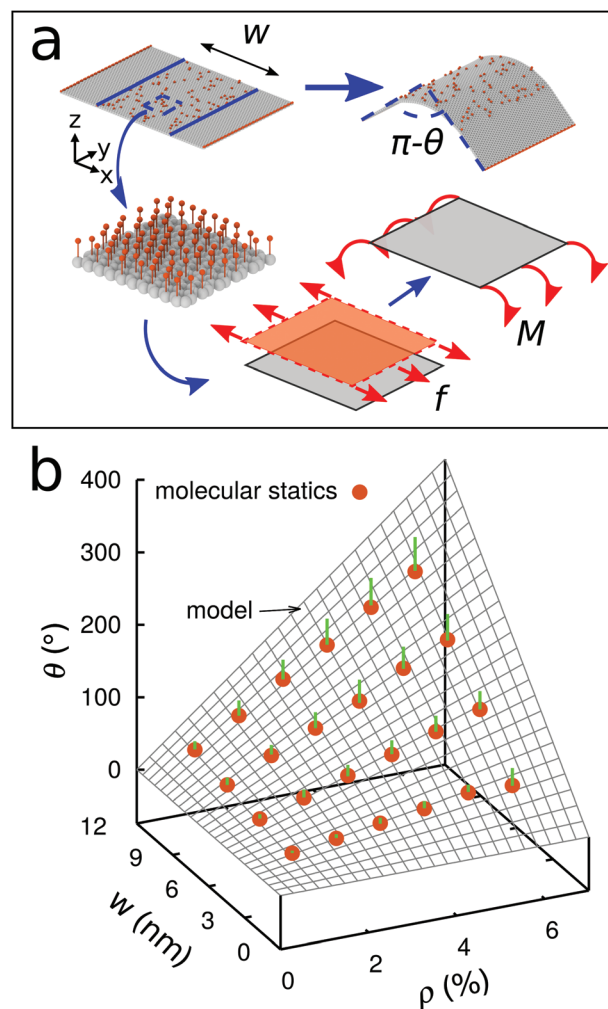 a
w
z
y
x
π-θ
M
f
b
400
molecular statics
300
model
200
θ (°)
100
0
12
9
6
3
0
w (nm)
0
2
4
6
ρ (%)